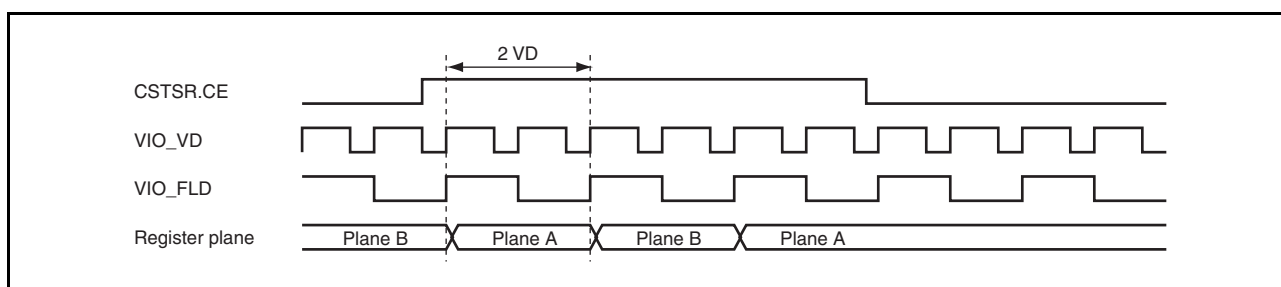 2 VD
CSTSR.CE
VIO_VD
VIO_FLD
Register plane
Plane B
Plane A
Plane B
Plane A